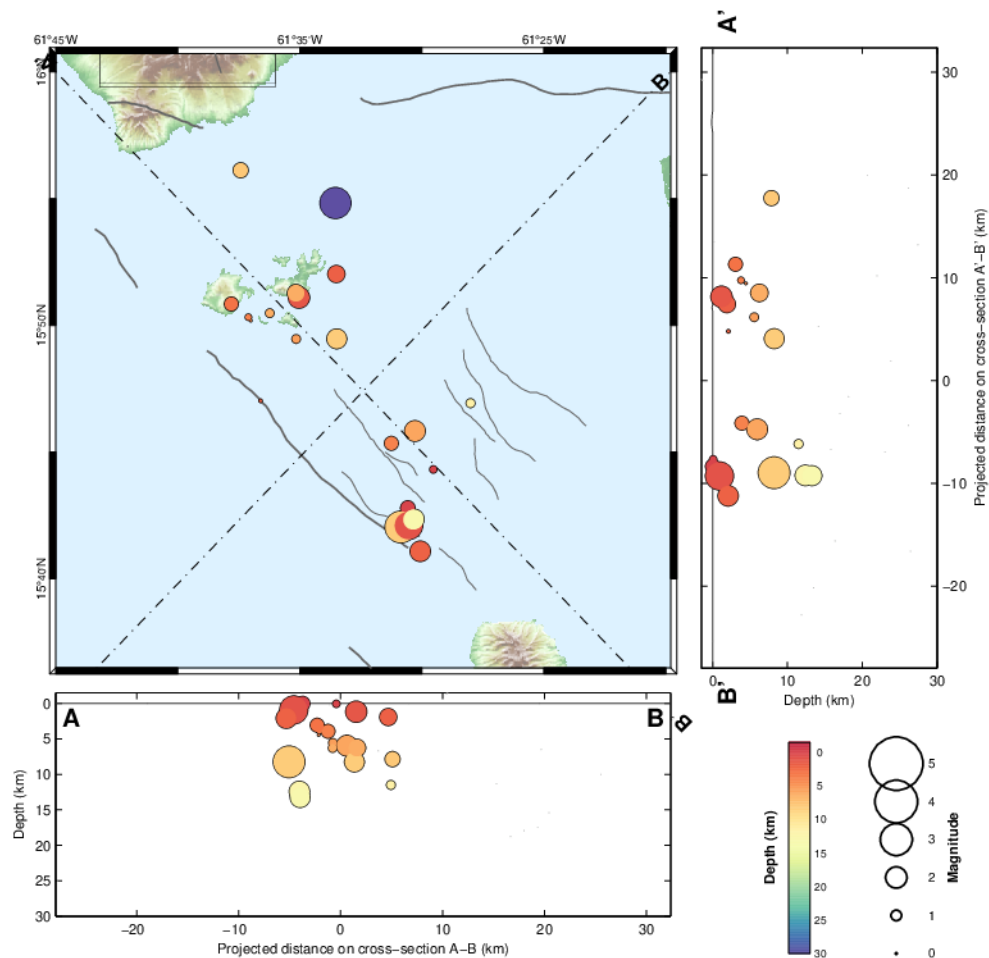 61°45'W 61°35'W 61°25'W
A'
B
15°50'N
15°40'N
30
20
10
0
−10
−20
Projected distance on cross−section A'−B' (km)
0 10 20 30
Depth (km)
B'
A B
B
0
5
10
15
20
25
30
Depth (km)
−20 −10 0 10 20 30
Projected distance on cross−section A−B (km)
0
5
10
15
20
25
30
Depth (km)
5
4
3
2
1
0
Magnitude